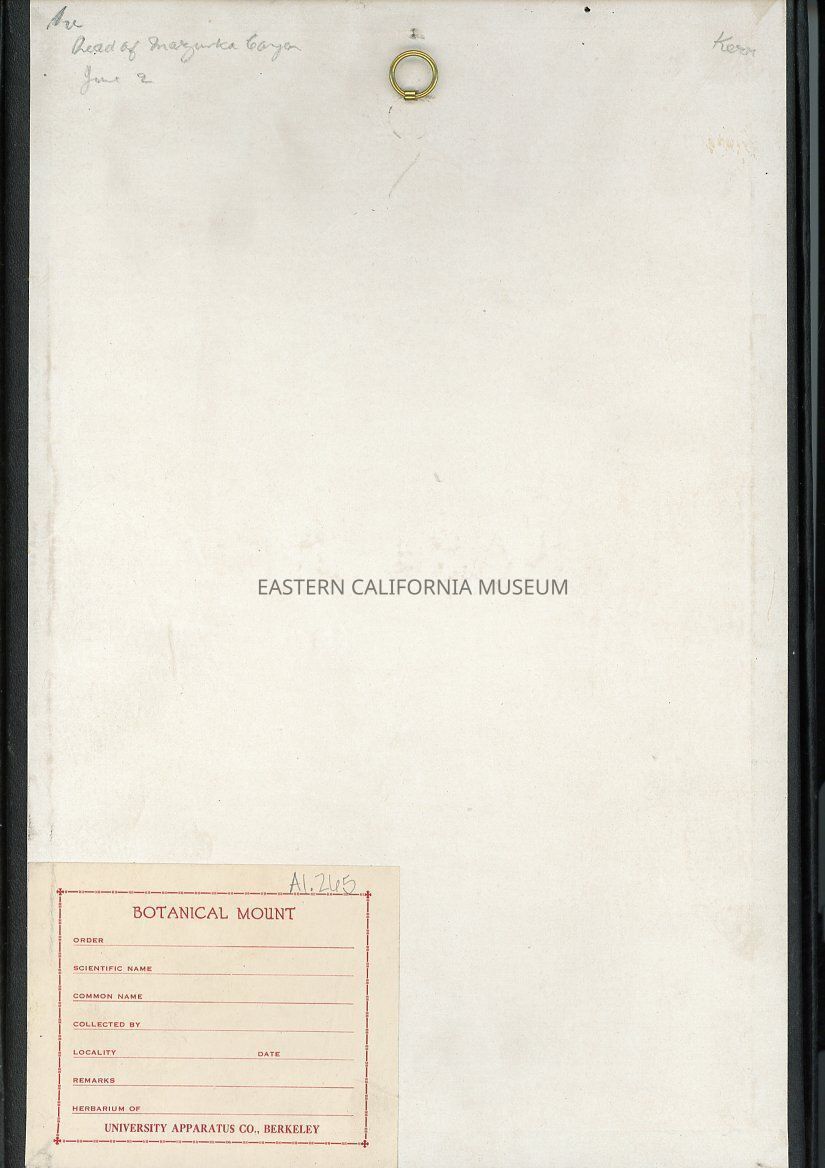 Head of Mazurka Canyon
June 2
Kerr
EASTERN CALIFORNIA MUSEUM
A1.265
BOTANICAL MOUNT
ORDER
SCIENTIFIC NAME
COMMON NAME
COLLECTED BY
LOCALITY DATE
REMARKS
HERBARIUM OF
UNIVERSITY APPARATUS CO., BERKELEY